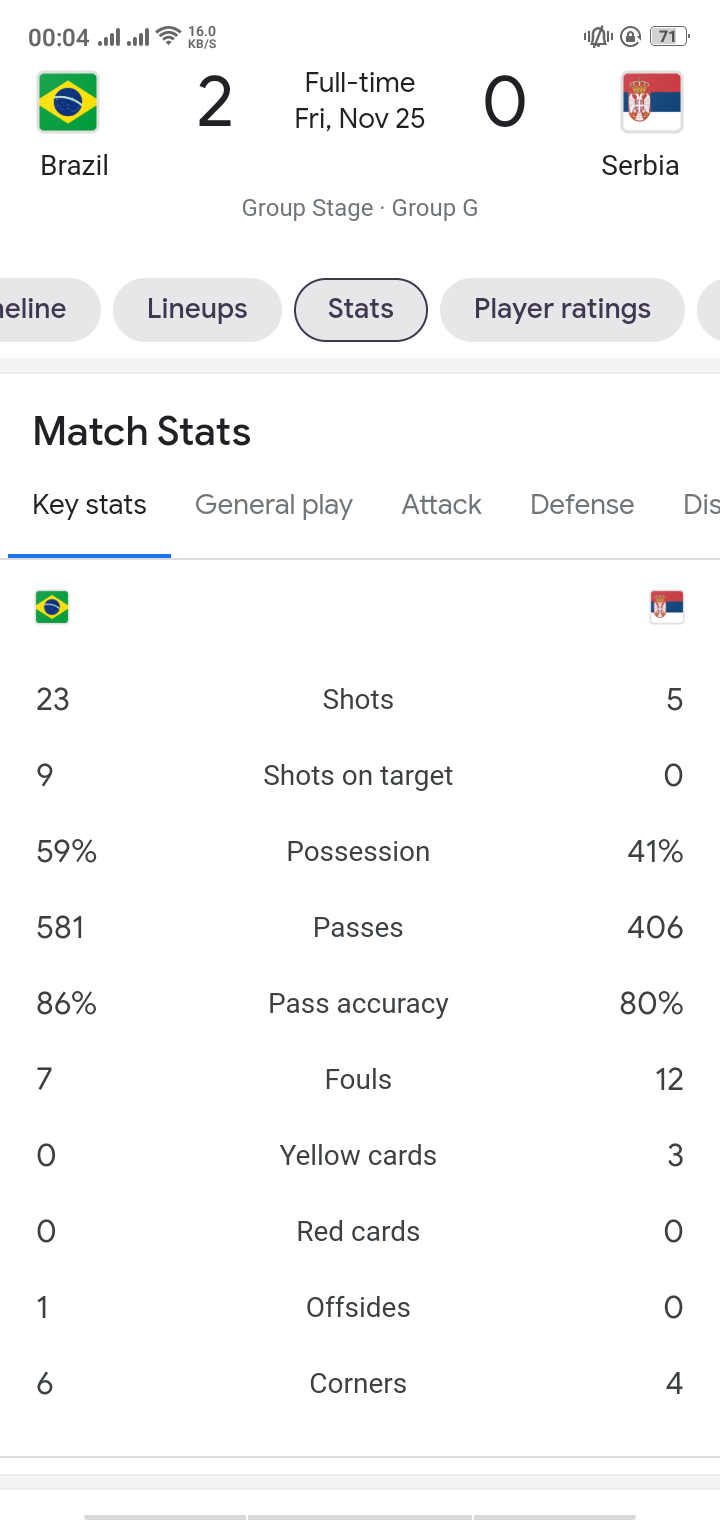 00:04 16.0 KB/S 71
2 Full-time 0
Fri, Nov 25
Brazil Serbia
Group Stage · Group G
eline Lineups Stats Player ratings
Match Stats
Key stats General play Attack Defense Dis
23 Shots 5
9 Shots on target 0
59% Possession 41%
581 Passes 406
86% Pass accuracy 80%
7 Fouls 12
0 Yellow cards 3
0 Red cards 0
1 Offsides 0
6 Corners 4